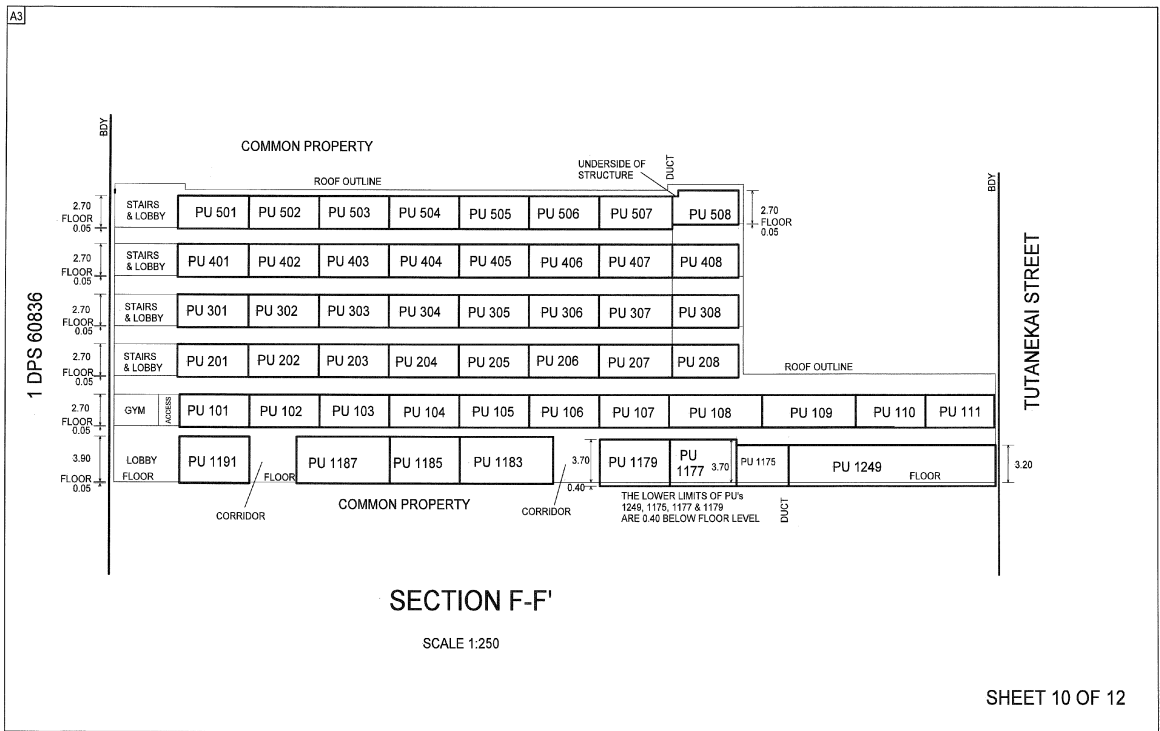 A3
BDY
COMMON PROPERTY
UNDERSIDE OF
STRUCTURE
DUCT
BDY
ROOF OUTLINE
2.70
FLOOR
0.05
STAIRS
& LOBBY
PU 501 PU 502 PU 503 PU 504 PU 505 PU 506 PU 507 PU 508
2.70
FLOOR
0.05
2.70
FLOOR
0.05
STAIRS
& LOBBY
PU 401 PU 402 PU 403 PU 404 PU 405 PU 406 PU 407 PU 408
2.70
FLOOR
0.05
STAIRS
& LOBBY
PU 301 PU 302 PU 303 PU 304 PU 305 PU 306 PU 307 PU 308
2.70
FLOOR
0.05
STAIRS
& LOBBY
PU 201 PU 202 PU 203 PU 204 PU 205 PU 206 PU 207 PU 208
ROOF OUTLINE
1 DPS 60836
TUTANEKAI STREET
2.70
FLOOR
0.05
GYM
ACCESS
PU 101 PU 102 PU 103 PU 104 PU 105 PU 106 PU 107 PU 108 PU 109 PU 110 PU 111
3.90
FLOOR
0.05
LOBBY
FLOOR
PU 1191
FLOOR
PU 1187 PU 1185 PU 1183
3.70
0.40
PU 1179
PU
1177
3.70
PU 1175
PU 1249
FLOOR
3.20
CORRIDOR
COMMON PROPERTY
CORRIDOR
THE LOWER LIMITS OF PU's
1249, 1175, 1177 & 1179
ARE 0.40 BELOW FLOOR LEVEL
DUCT
SECTION F-F'
SCALE 1:250
SHEET 10 OF 12